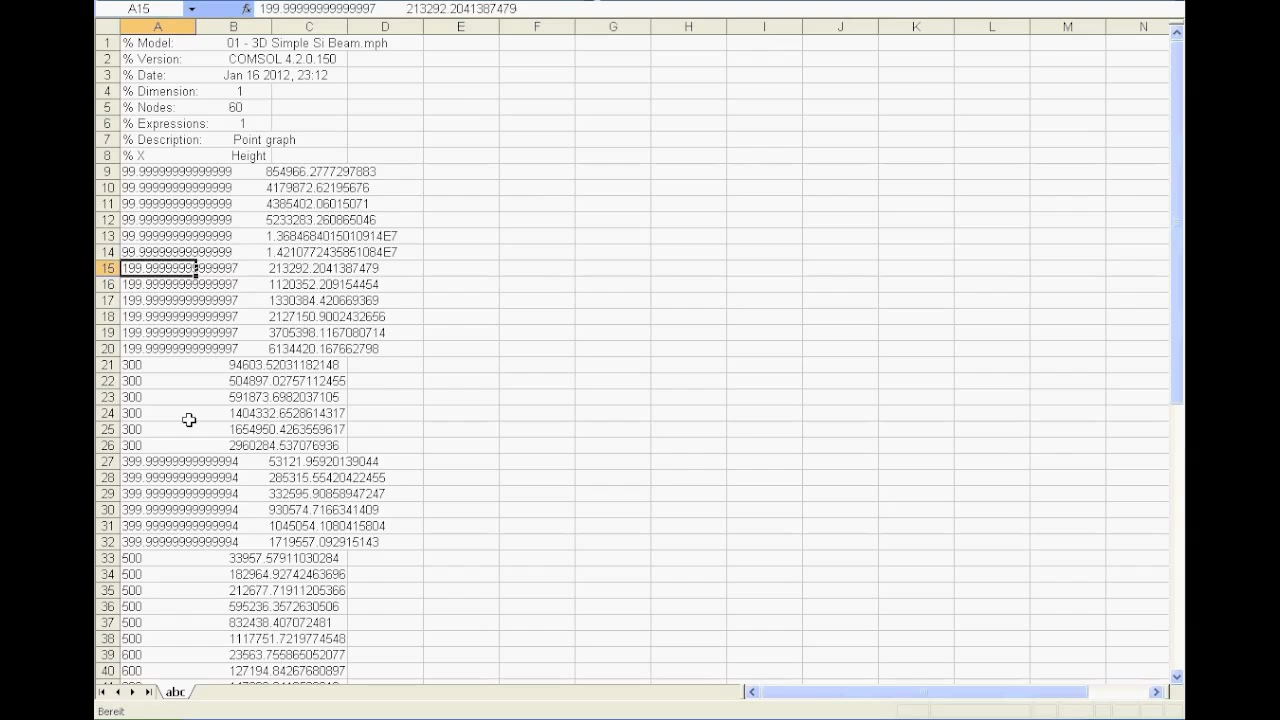 A15 fx 199.99999999999997 213292.2041387479
A B C D E F G H I J K L M N
1 % Model: 01 - 3D Simple Si Beam.mph
2 % Version: COMSOL 4.2.0.150
3 % Date: Jan 16 2012, 23:12
4 % Dimension: 1
5 % Nodes: 60
6 % Expressions: 1
7 % Description: Point graph
8 % X Height
9 99.99999999999999 854966.2777297883
10 99.99999999999999 4179872.62195676
11 99.99999999999999 4385402.06015071
12 99.99999999999999 5233283.260865046
13 99.99999999999999 1.3684684015010914E7
14 99.99999999999999 1.4210772435851084E7
15 199.99999999999997 213292.2041387479
16 199.99999999999997 1120352.209154454
17 199.99999999999997 1330384.420669369
18 199.99999999999997 2127150.9002432656
19 199.99999999999997 3705398.1167080714
20 199.99999999999997 6134420.167662798
21 300 94603.52031182148
22 300 504897.02757112455
23 300 591873.6982037105
24 300 1404332.6528614317
25 300 1654950.4263559617
26 300 2960284.537076936
27 399.99999999999994 53121.95920139044
28 399.99999999999994 285315.55420422455
29 399.99999999999994 332595.90858947247
30 399.99999999999994 930574.7166341409
31 399.99999999999994 1045054.1080415804
32 399.99999999999994 1719557.092915143
33 500 33957.57911030284
34 500 182964.92742463696
35 500 212677.71911205366
36 500 595236.3572630506
37 500 832438.407072481
38 500 1117751.7219774548
39 600 23563.755865052077
40 600 127194.84267680897
abc
Bereit